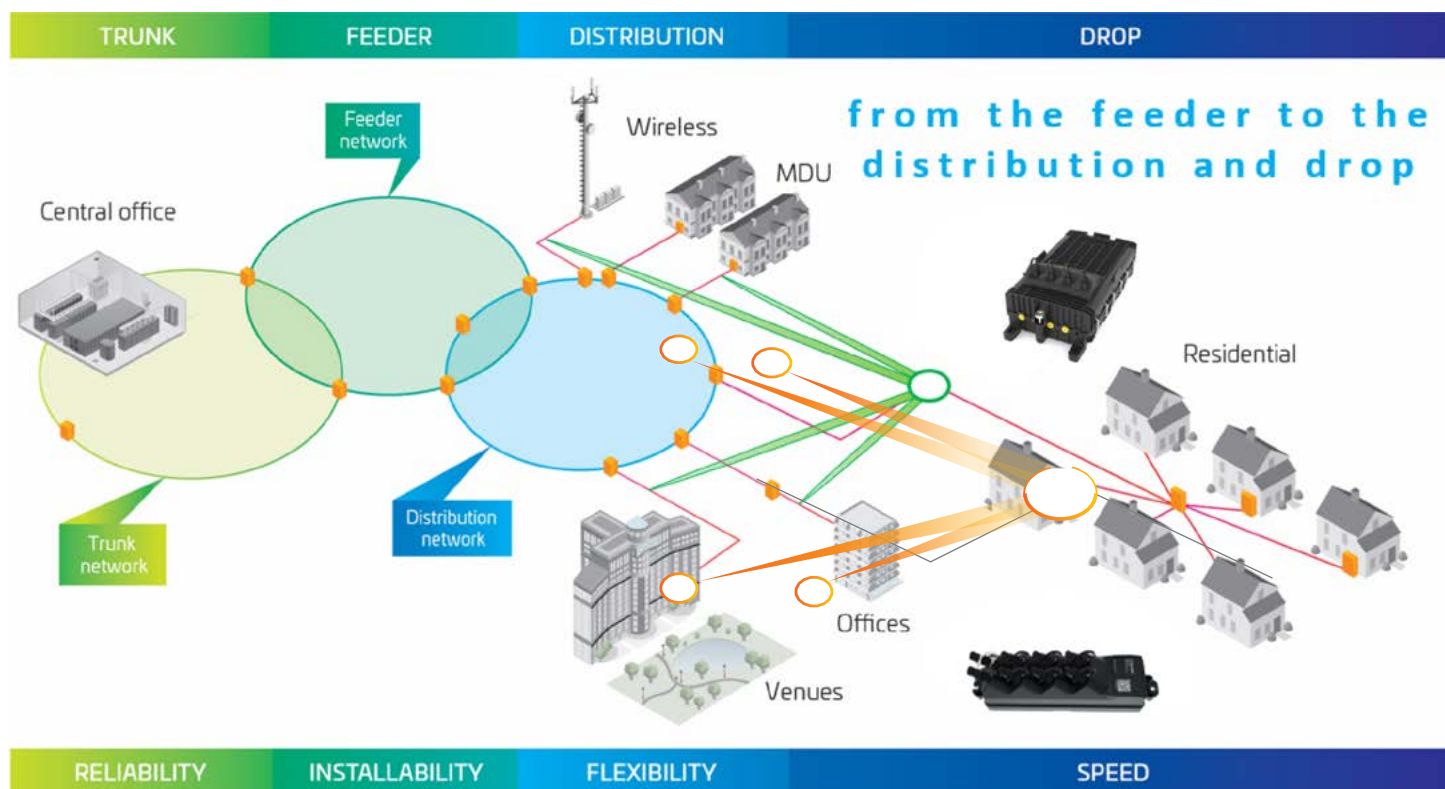 TRUNK
FEEDER
DISTRIBUTION
DROP
from the feeder to the
distribution and drop
Feeder
network
Wireless
MDU
Central office
Residential
Distribution
network
Trunk
network
Offices
Venues
RELIABILITY
INSTALLABILITY
FLEXIBILITY
SPEED